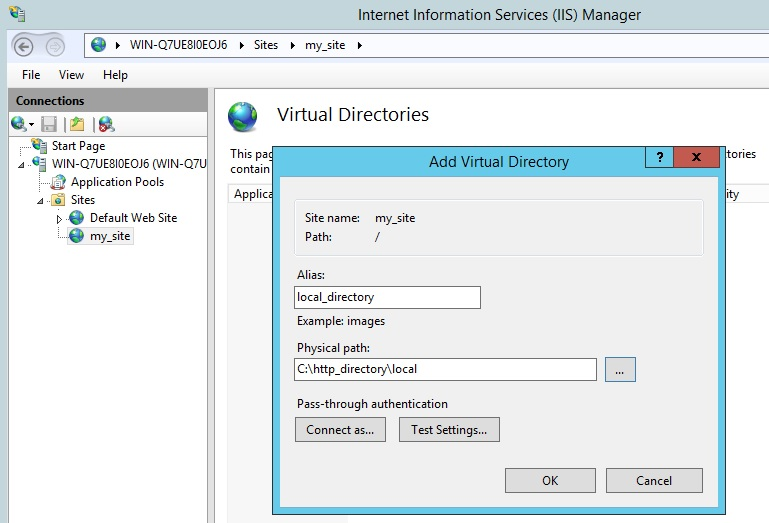 Internet Information Services (IIS) Manager
WIN-Q7UE8I0EOJ6 Sites my_site
File View Help
Connections
Start Page
WIN-Q7UE8I0EOJ6 (WIN-Q7U
Application Pools
Sites
Default Web Site
my_site
Virtual Directories
This pag
contain
tories
Applica
ity
Add Virtual Directory
? X
Site name: my_site
Path: /
Alias:
local_directory
Example: images
Physical path:
C:\http_directory\local
...
Pass-through authentication
Connect as... Test Settings...
OK Cancel